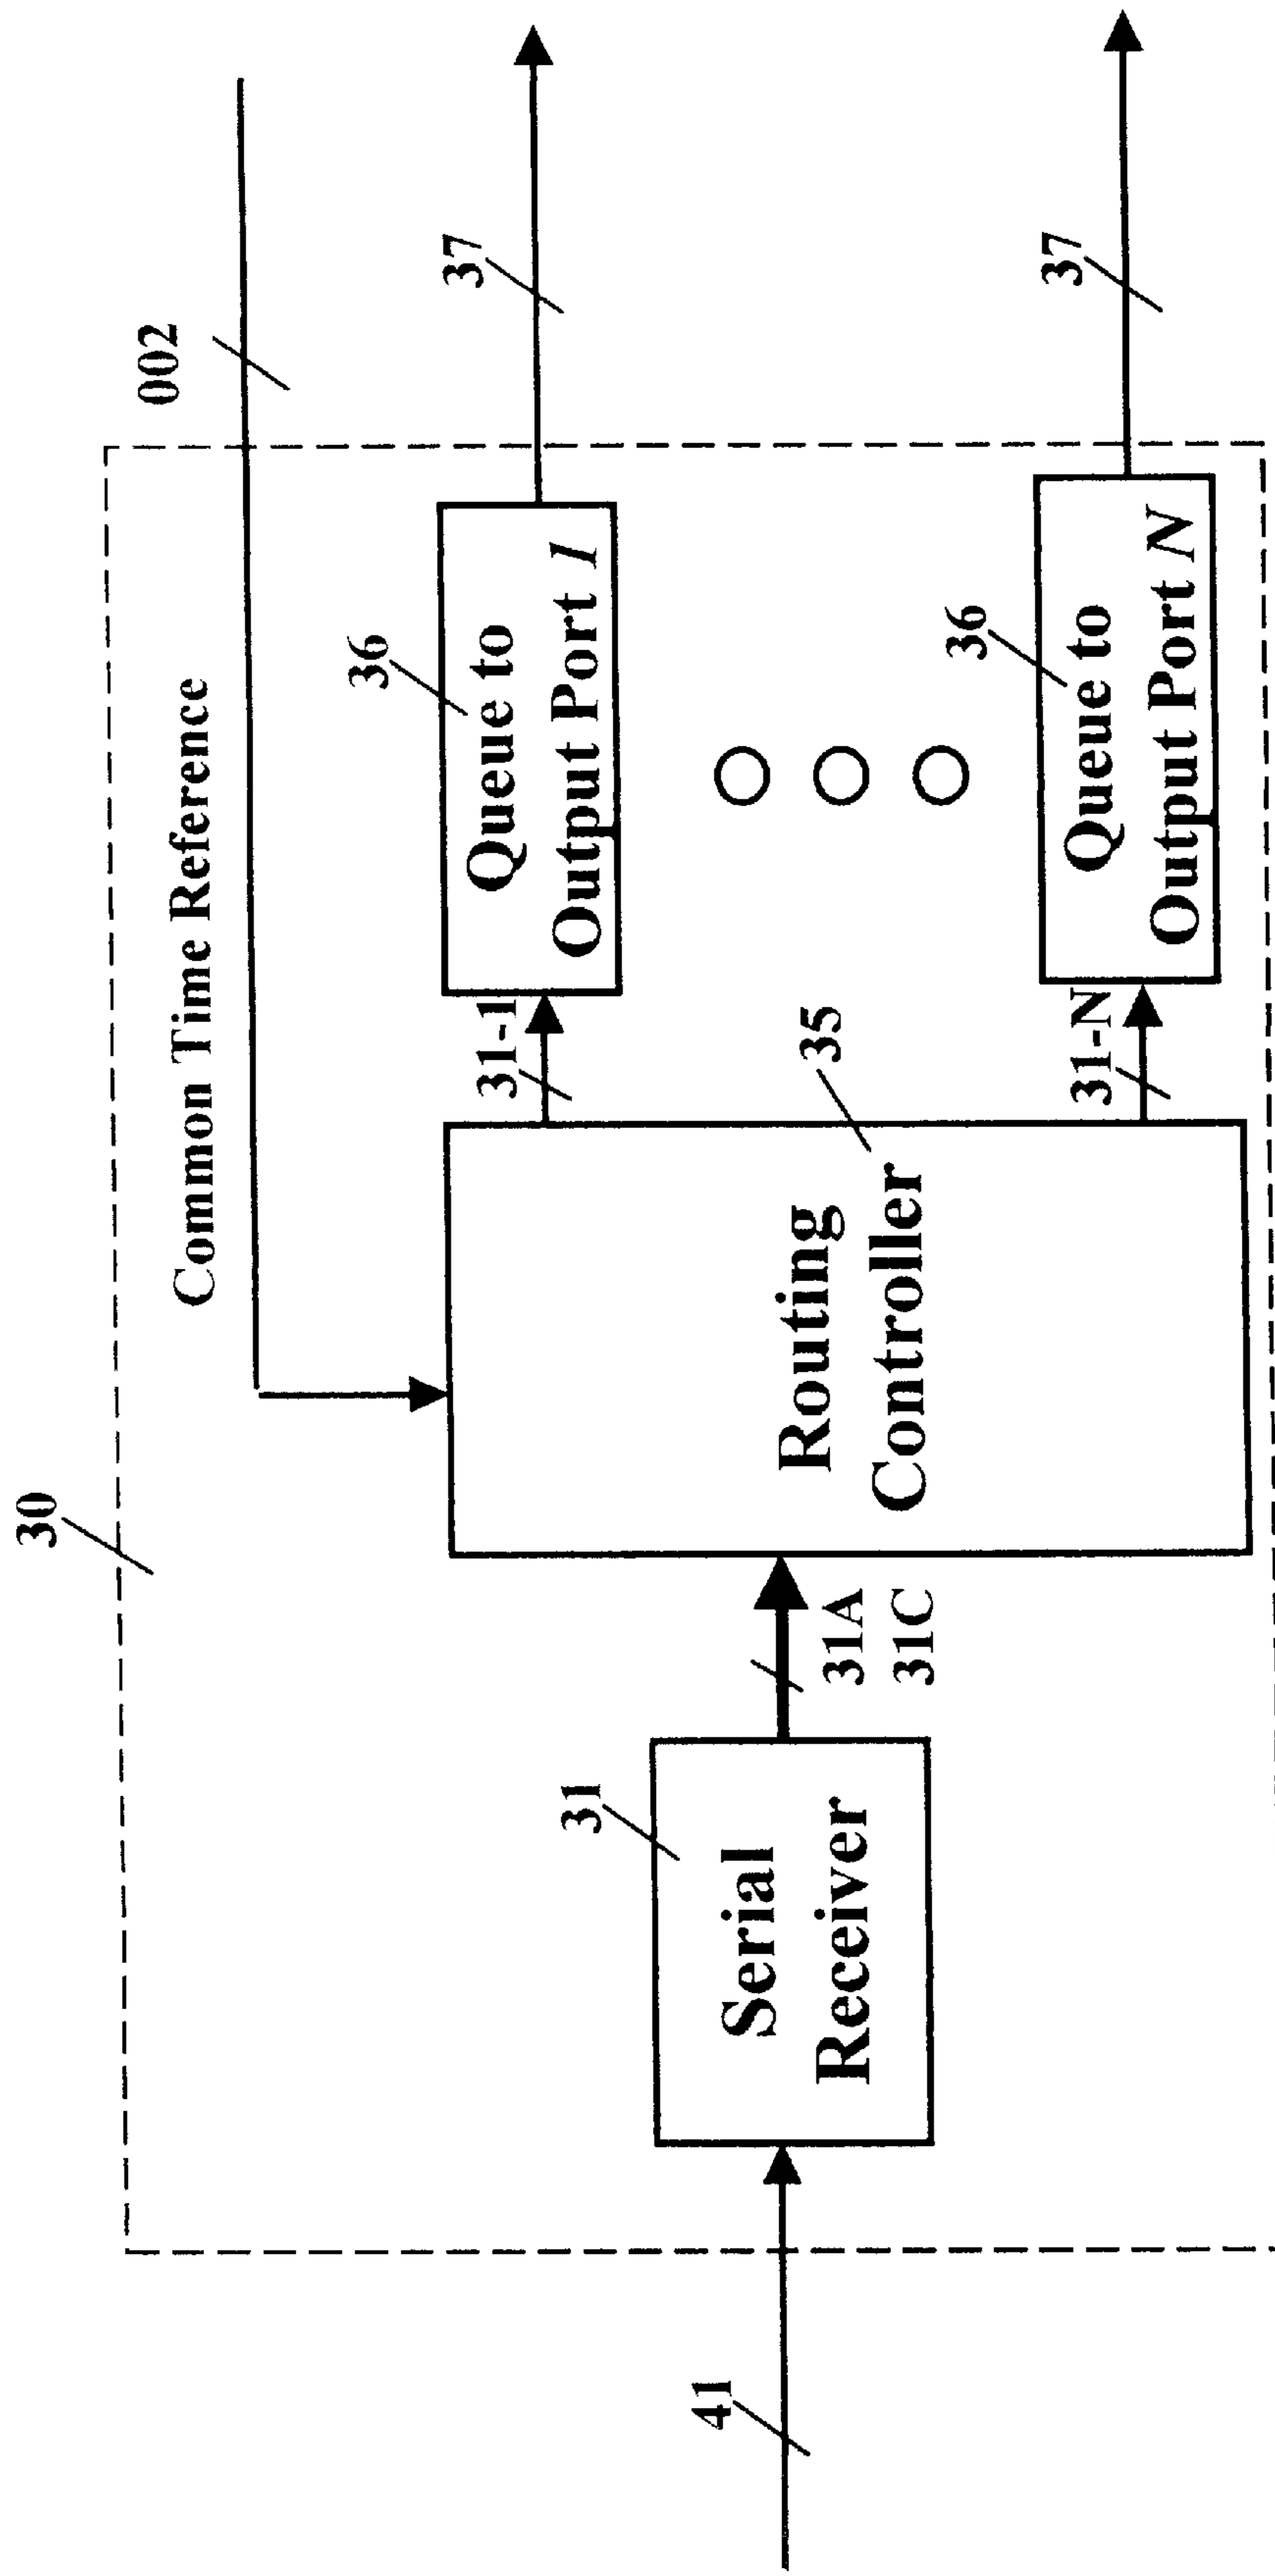 30
Common Time Reference
002
41
31
Serial
Receiver
31A
31C
Routing
Controller
35
31-1
36
Queue to
Output Port 1
37
31-N
36
Queue to
Output Port N
37